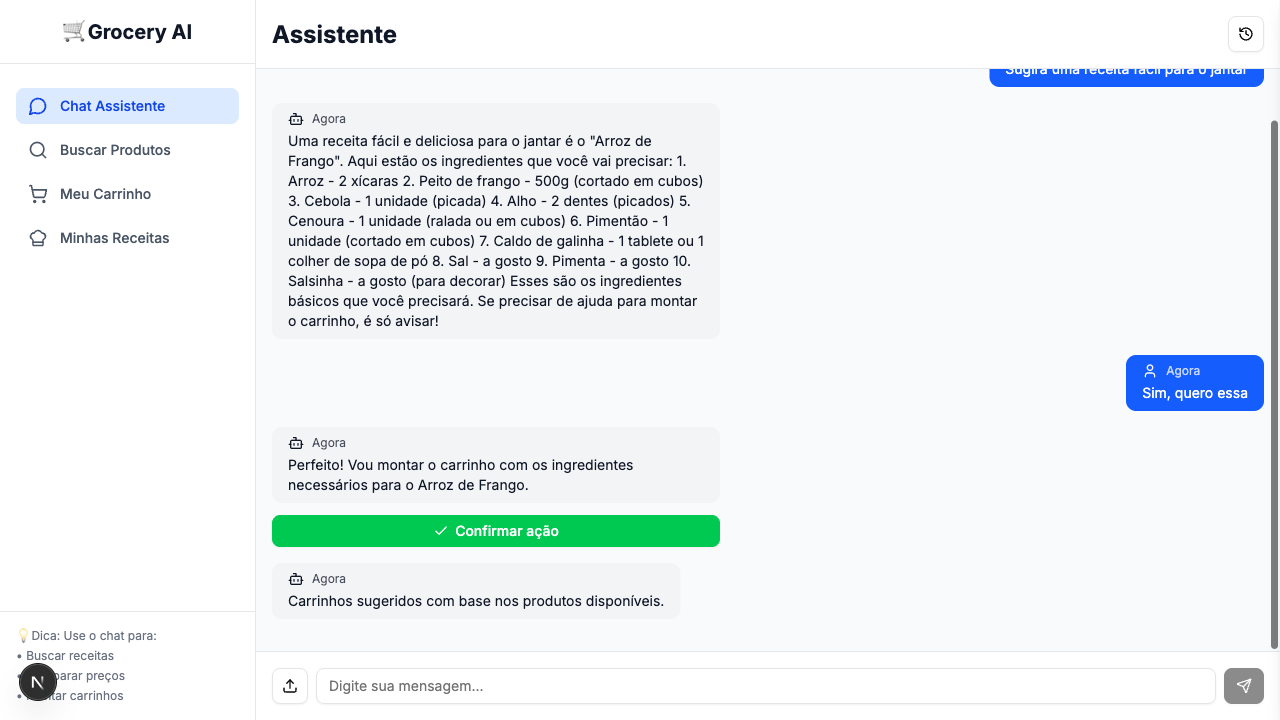 🛒Grocery AI
Chat Assistente
Buscar Produtos
Meu Carrinho
Minhas Receitas
💡Dica: Use o chat para:
• Buscar receitas
parar preços
tar carrinhos
N
Assistente
Sugira uma receita fácil para o jantar
Agora
Uma receita fácil e deliciosa para o jantar é o "Arroz de
Frango". Aqui estão os ingredientes que você vai precisar: 1.
Arroz - 2 xícaras 2. Peito de frango - 500g (cortado em cubos)
3. Cebola - 1 unidade (picada) 4. Alho - 2 dentes (picados) 5.
Cenoura - 1 unidade (ralada ou em cubos) 6. Pimentão - 1
unidade (cortado em cubos) 7. Caldo de galinha - 1 tablete ou 1
colher de sopa de pó 8. Sal - a gosto 9. Pimenta - a gosto 10.
Salsinha - a gosto (para decorar) Esses são os ingredientes
básicos que você precisará. Se precisar de ajuda para montar
o carrinho, é só avisar!
Agora
Sim, quero essa
Agora
Perfeito! Vou montar o carrinho com os ingredientes
necessários para o Arroz de Frango.
Confirmar ação
Agora
Carrinhos sugeridos com base nos produtos disponíveis.
Digite sua mensagem...